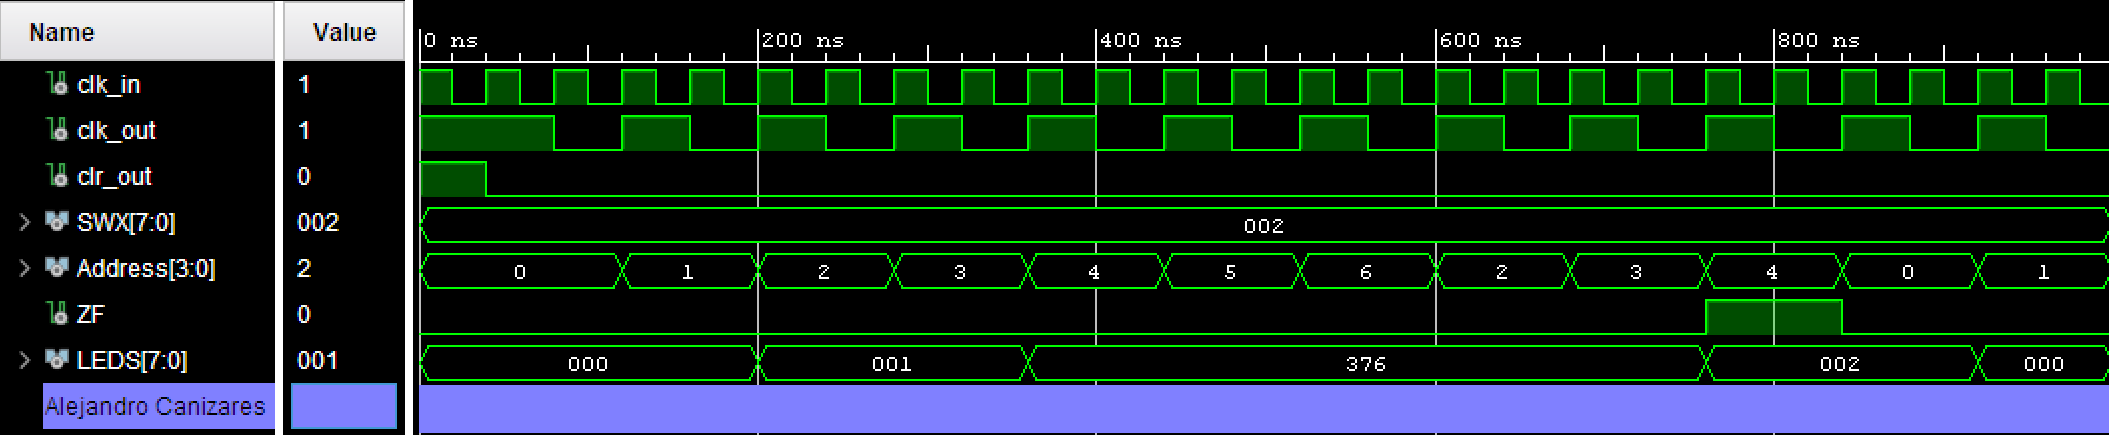 Name Value 0 ns 200 ns 400 ns 600 ns 800 ns
clk_in 1
clk_out 1
clr_out 0
SWX[7:0] 002 002
Address[3:0] 2 0 1 2 3 4 5 6 2 3 4 0 1
ZF 0
LEDS[7:0] 001 000 001 376 002 000
Alejandro Canizares